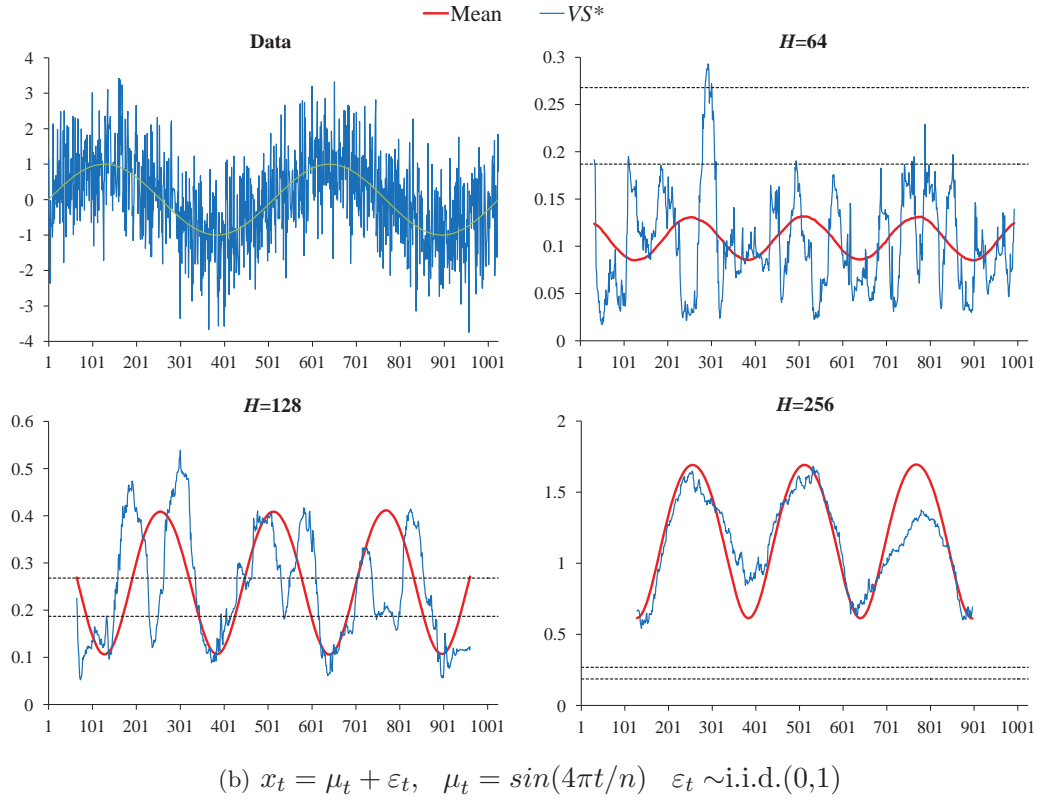 Mean VS*
Data
4
3
2
1
0
-1
-2
-3
-4
1 101 201 301 401 501 601 701 801 901 1001
H=64
0.3
0.25
0.2
0.15
0.1
0.05
0
1 101 201 301 401 501 601 701 801 901 1001
H=128
0.6
0.5
0.4
0.3
0.2
0.1
0
1 101 201 301 401 501 601 701 801 901 1001
H=256
2
1.5
1
0.5
0
1 101 201 301 401 501 601 701 801 901 1001
(b) xₜ = μₜ + εₜ, μₜ = sin(4πt/n) εₜ ~i.i.d.(0,1)